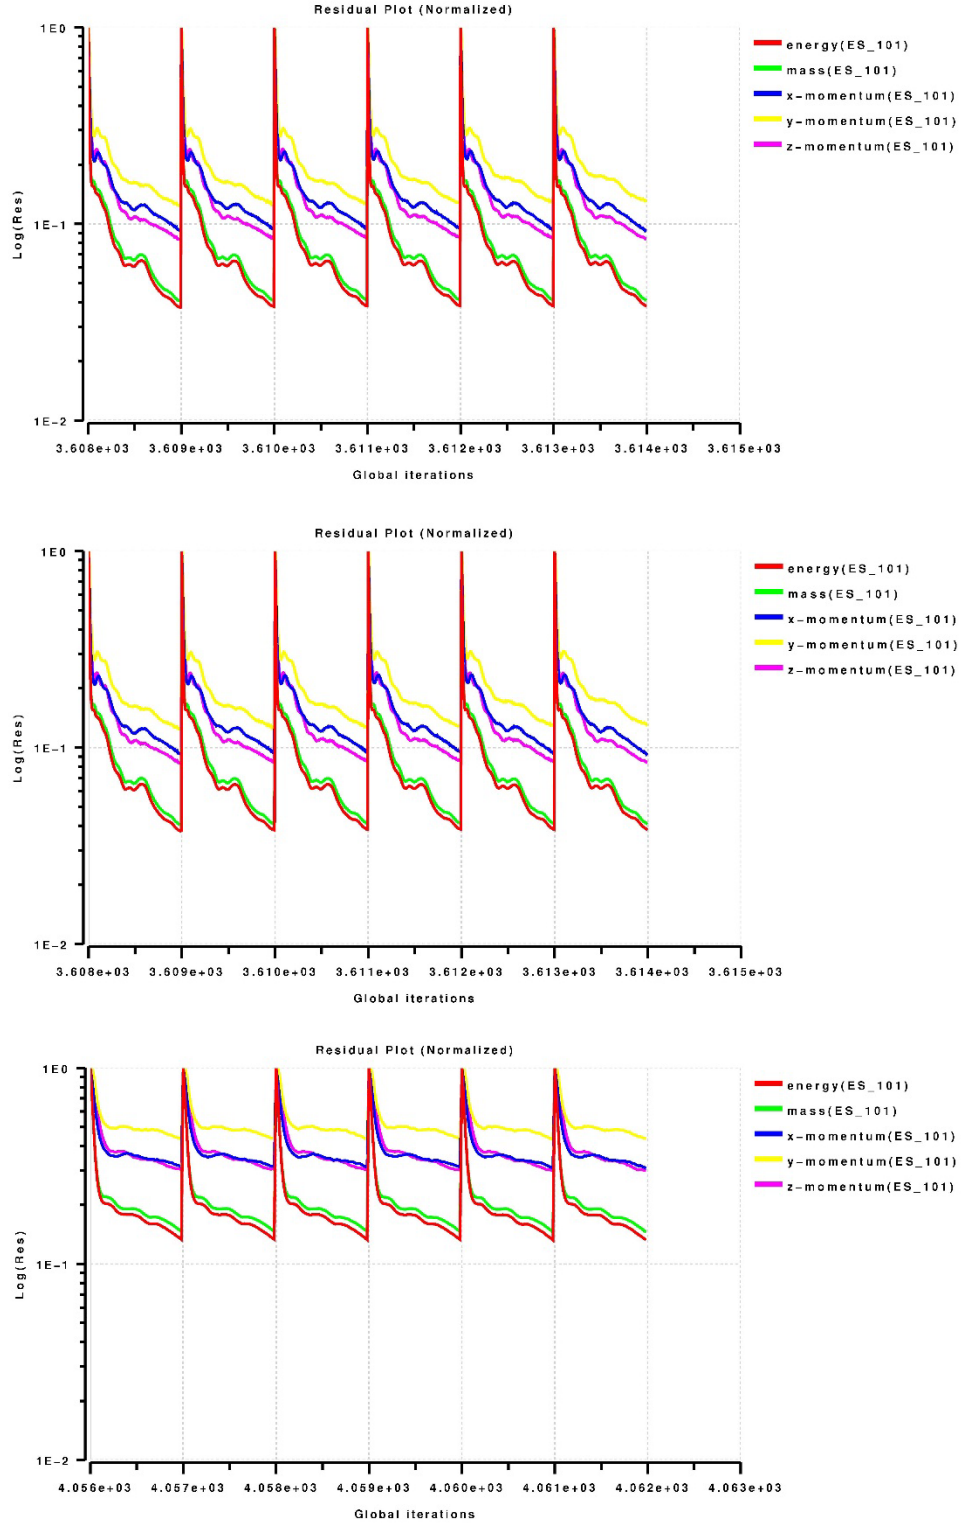 Residual Plot (Normalized)
1E0
1E-1
1E-2
Log(Res)
energy(ES_101)
mass(ES_101)
x-momentum(ES_101)
y-momentum(ES_101)
z-momentum(ES_101)
3.608e+03 3.609e+03 3.610e+03 3.611e+03 3.612e+03 3.613e+03 3.614e+03 3.615e+03
Global iterations
Residual Plot (Normalized)
1E0
1E-1
1E-2
Log(Res)
energy(ES_101)
mass(ES_101)
x-momentum(ES_101)
y-momentum(ES_101)
z-momentum(ES_101)
3.608e+03 3.609e+03 3.610e+03 3.611e+03 3.612e+03 3.613e+03 3.614e+03 3.615e+03
Global iterations
Residual Plot (Normalized)
1E0
1E-1
1E-2
Log(Res)
energy(ES_101)
mass(ES_101)
x-momentum(ES_101)
y-momentum(ES_101)
z-momentum(ES_101)
4.056e+03 4.057e+03 4.058e+03 4.059e+03 4.060e+03 4.061e+03 4.062e+03 4.063e+03
Global iterations